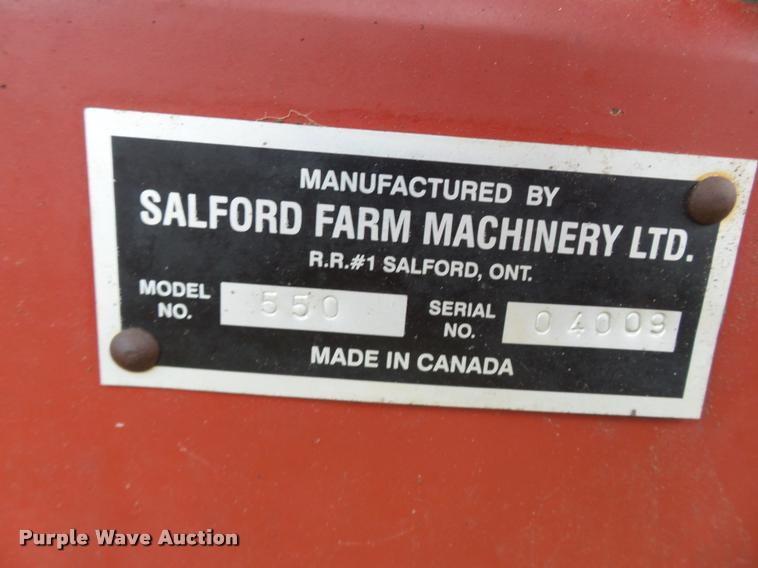 MANUFACTURED BY
SALFORD FARM MACHINERY LTD.
R.R.#1 SALFORD, ONT.
MODEL NO. 550 SERIAL NO. 04009
MADE IN CANADA
Purple Wave Auction